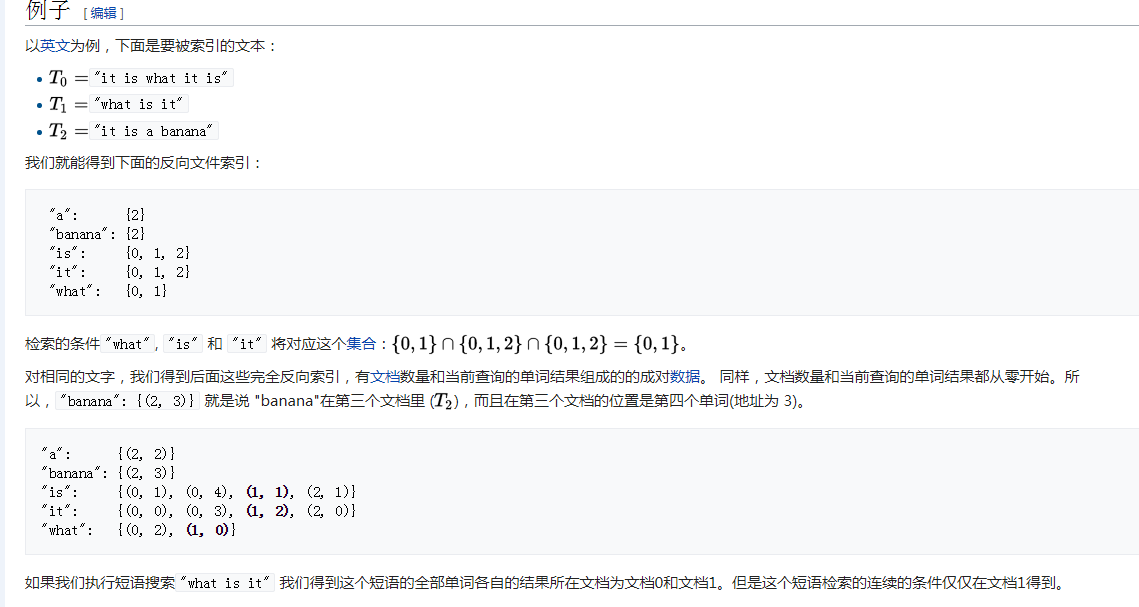 例子 [ 编辑 ]
以英文为例，下面是要被索引的文本：
• T₀ = "it is what it is"
• T₁ = "what is it"
• T₂ = "it is a banana"
我们就能得到下面的反向文件索引：
"a": {2}
"banana": {2}
"is": {0, 1, 2}
"it": {0, 1, 2}
"what": {0, 1}
检索的条件 "what", "is" 和 "it" 将对应这个集合：{0, 1} ∩ {0, 1, 2} ∩ {0, 1, 2} = {0, 1}。
对相同的文字，我们得到后面这些完全反向索引，有文档数量和当前查询的单词结果组成的的成对数据。 同样，文档数量和当前查询的单词结果都从零开始。所
以， "banana": {(2, 3)} 就是说 "banana"在第三个文档里 (T₂)，而且在第三个文档的位置是第四个单词(地址为 3)。
"a": {(2, 2)}
"banana": {(2, 3)}
"is": {(0, 1), (0, 4), (1, 1), (2, 1)}
"it": {(0, 0), (0, 3), (1, 2), (2, 0)}
"what": {(0, 2), (1, 0)}
如果我们执行短语搜索 "what is it" 我们得到这个短语的全部单词各自的结果所在文档为文档0和文档1。但是这个短语检索的连续的条件仅仅在文档1得到。